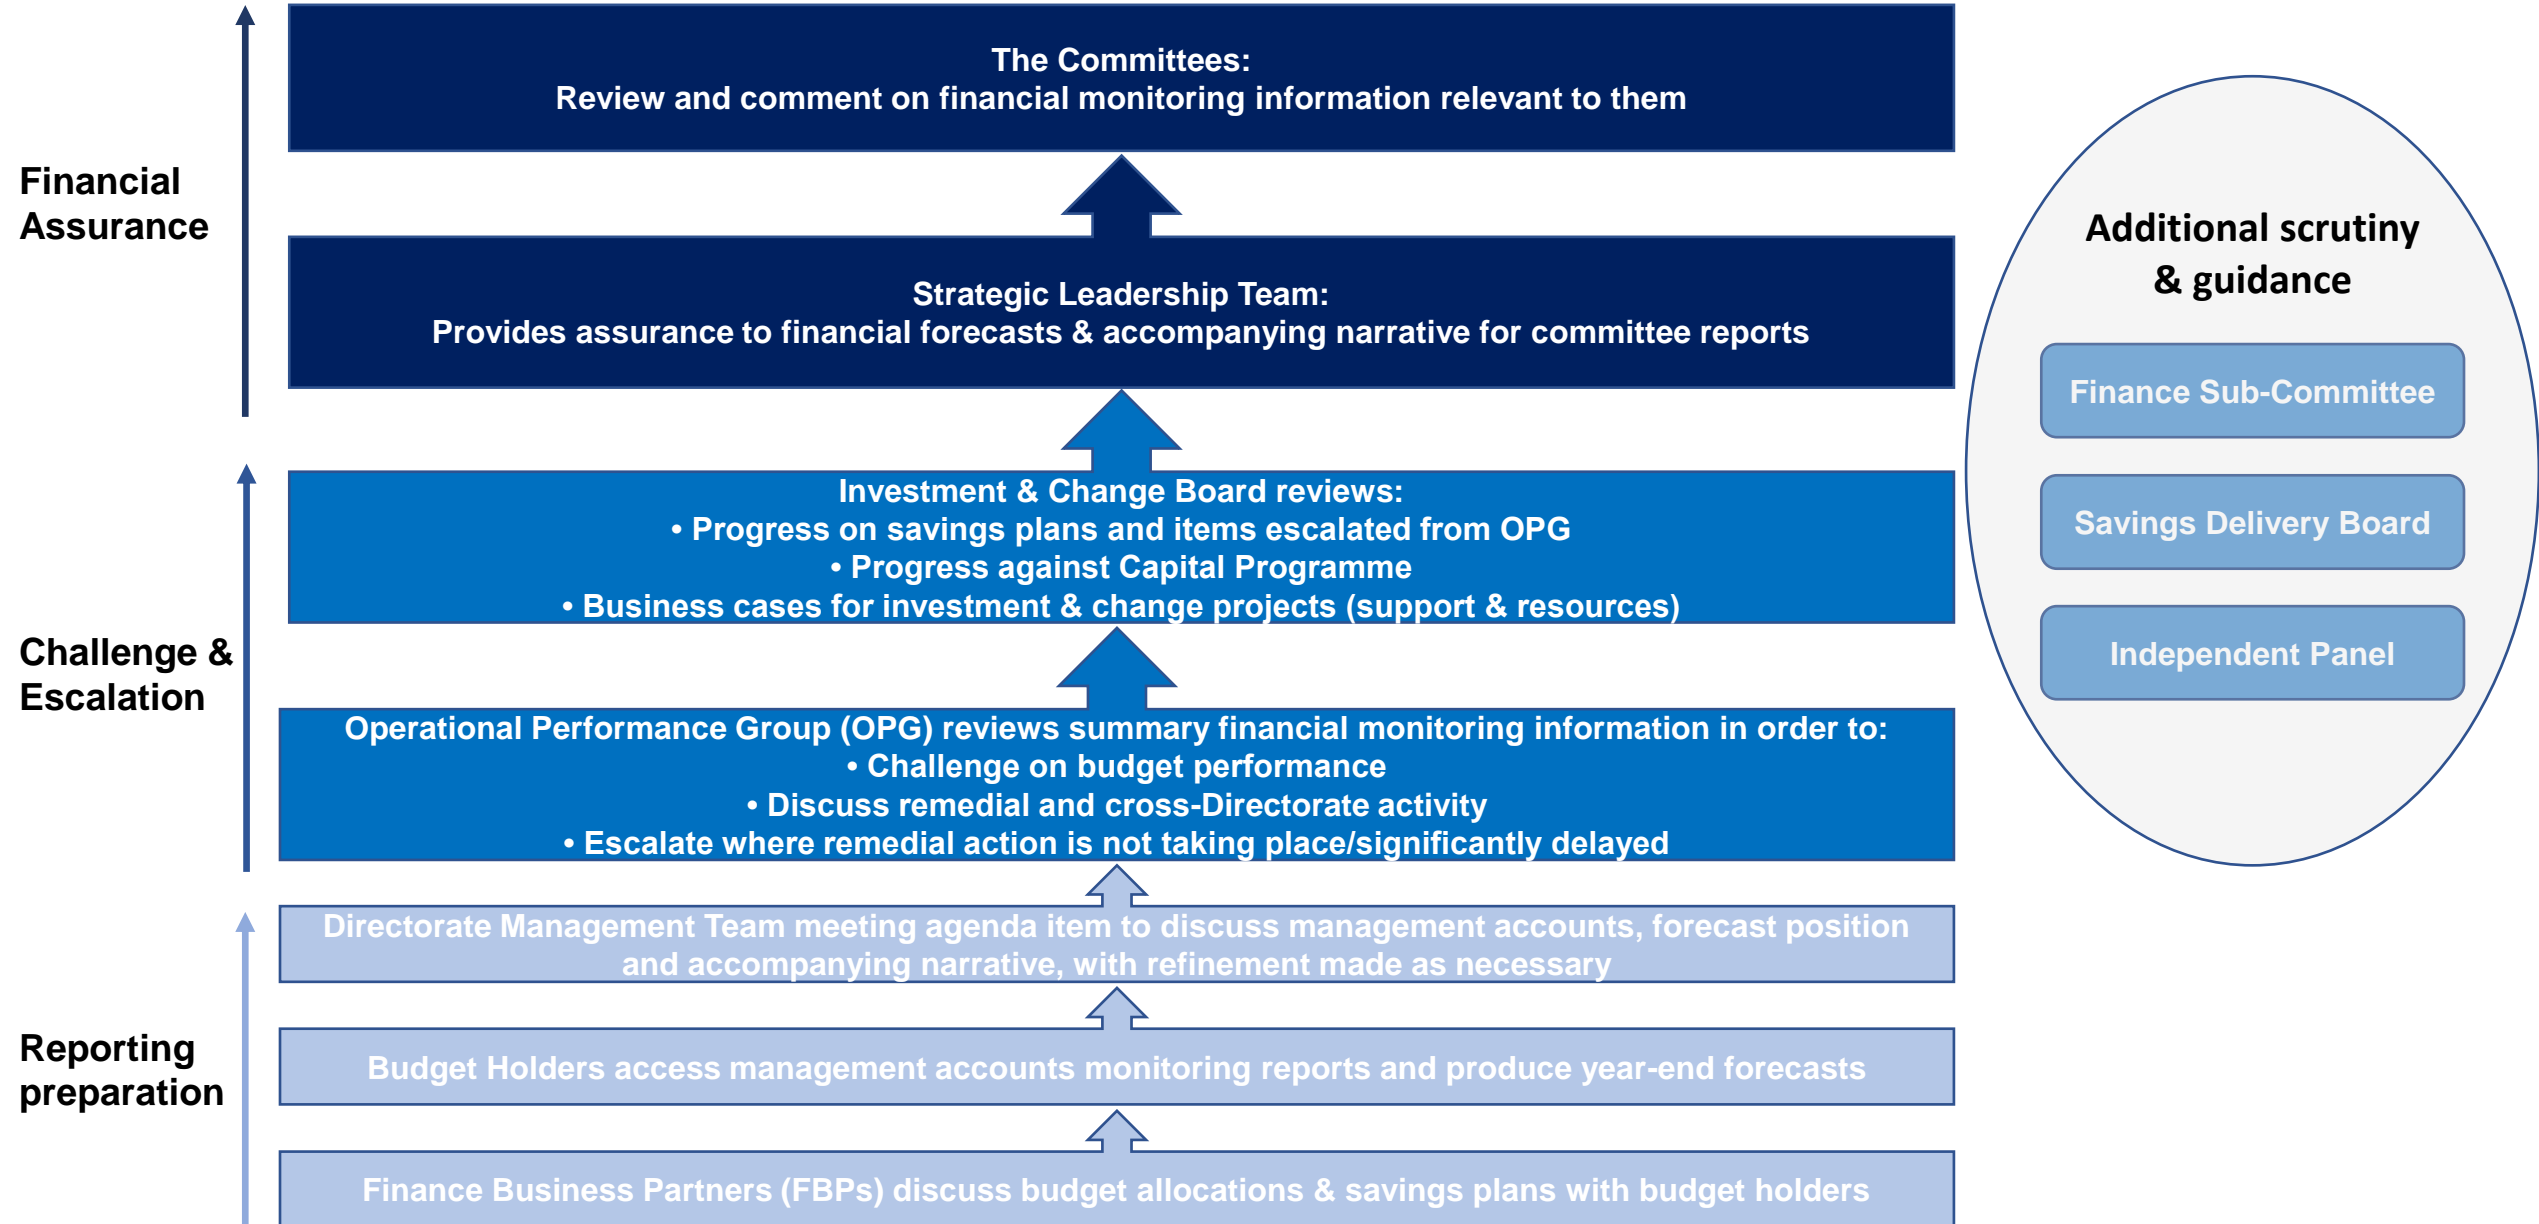 The Committees:
Review and comment on financial monitoring information relevant to them
Financial
Assurance
Strategic Leadership Team:
Provides assurance to financial forecasts & accompanying narrative for committee reports
Investment & Change Board reviews:
• Progress on savings plans and items escalated from OPG
• Progress against Capital Programme
• Business cases for investment & change projects (support & resources)
Challenge &
Escalation
Operational Performance Group (OPG) reviews summary financial monitoring information in order to:
• Challenge on budget performance
• Discuss remedial and cross-Directorate activity
• Escalate where remedial action is not taking place/significantly delayed
Directorate Management Team meeting agenda item to discuss management accounts, forecast position
and accompanying narrative, with refinement made as necessary
Reporting
preparation
Budget Holders access management accounts monitoring reports and produce year-end forecasts
Finance Business Partners (FBPs) discuss budget allocations & savings plans with budget holders
Additional scrutiny
& guidance
Finance Sub-Committee
Savings Delivery Board
Independent Panel